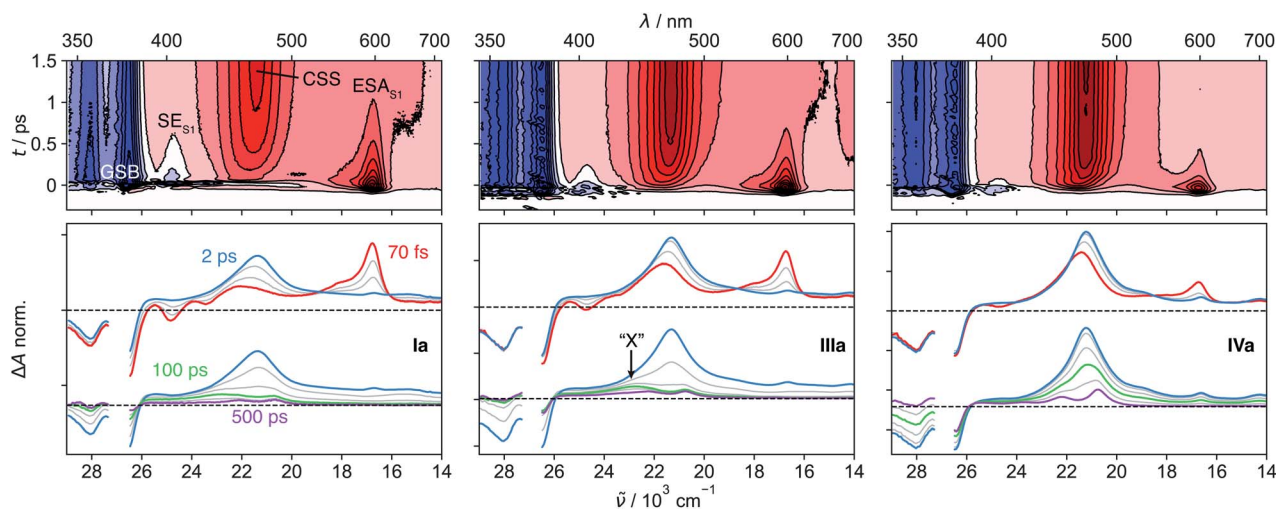 λ / nm
350 400 500 600 700
350 400 500 600 700
350 400 500 600 700
t / ps
1.5
1
0.5
0
CSS
ESA_S1
SE_S1
GSB
ΔA norm.
2 ps
70 fs
Ia
100 ps
500 ps
"X"
IIIa
IVa
28 26 24 22 20 18 16 14
28 26 24 22 20 18 16 14
28 26 24 22 20 18 16 14
ν̃ / 10³ cm⁻¹